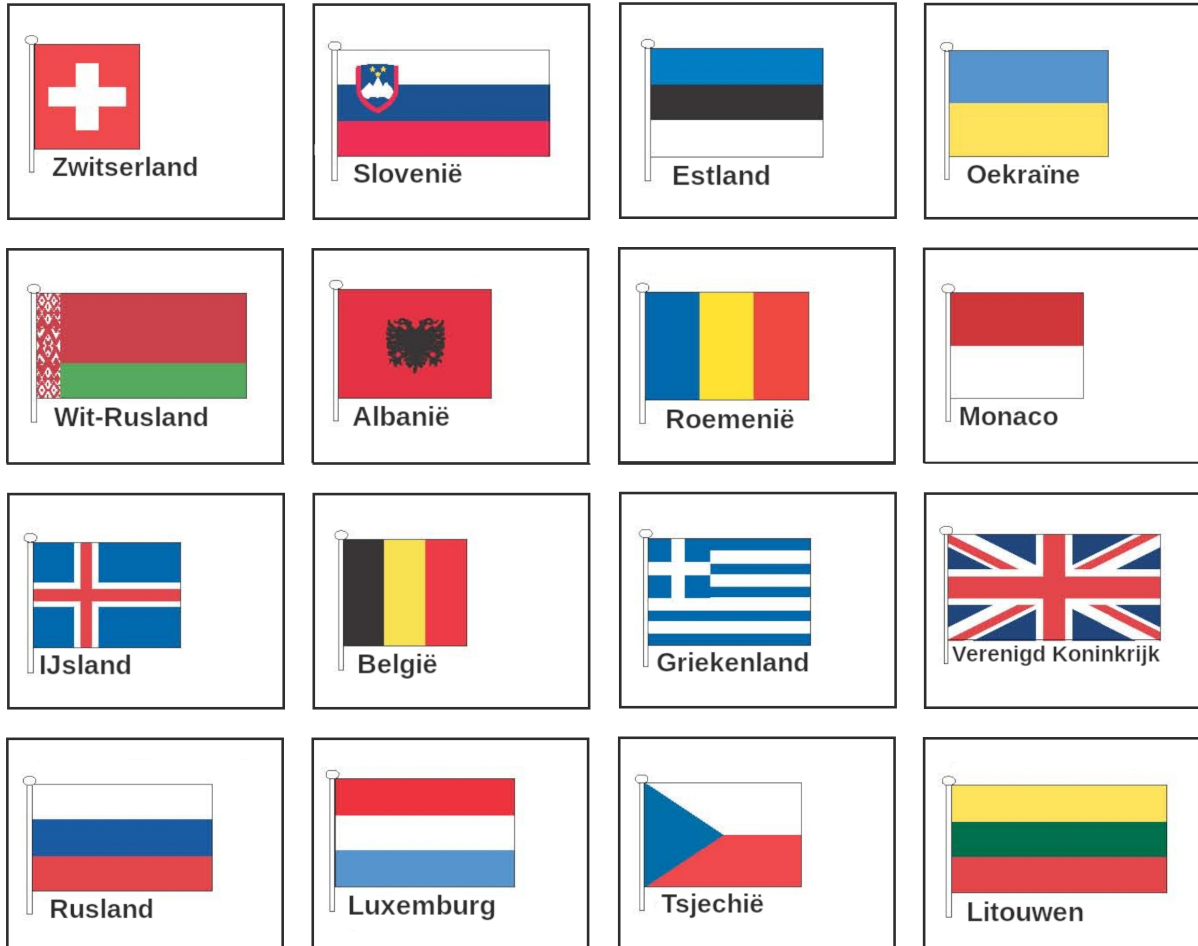 Zwitserland
Slovenië
Estland
Oekraïne
Wit-Rusland
Albanië
Roemenië
Monaco
IJsland
België
Griekenland
Verenigd Koninkrijk
Rusland
Luxemburg
Tsjechië
Litouwen